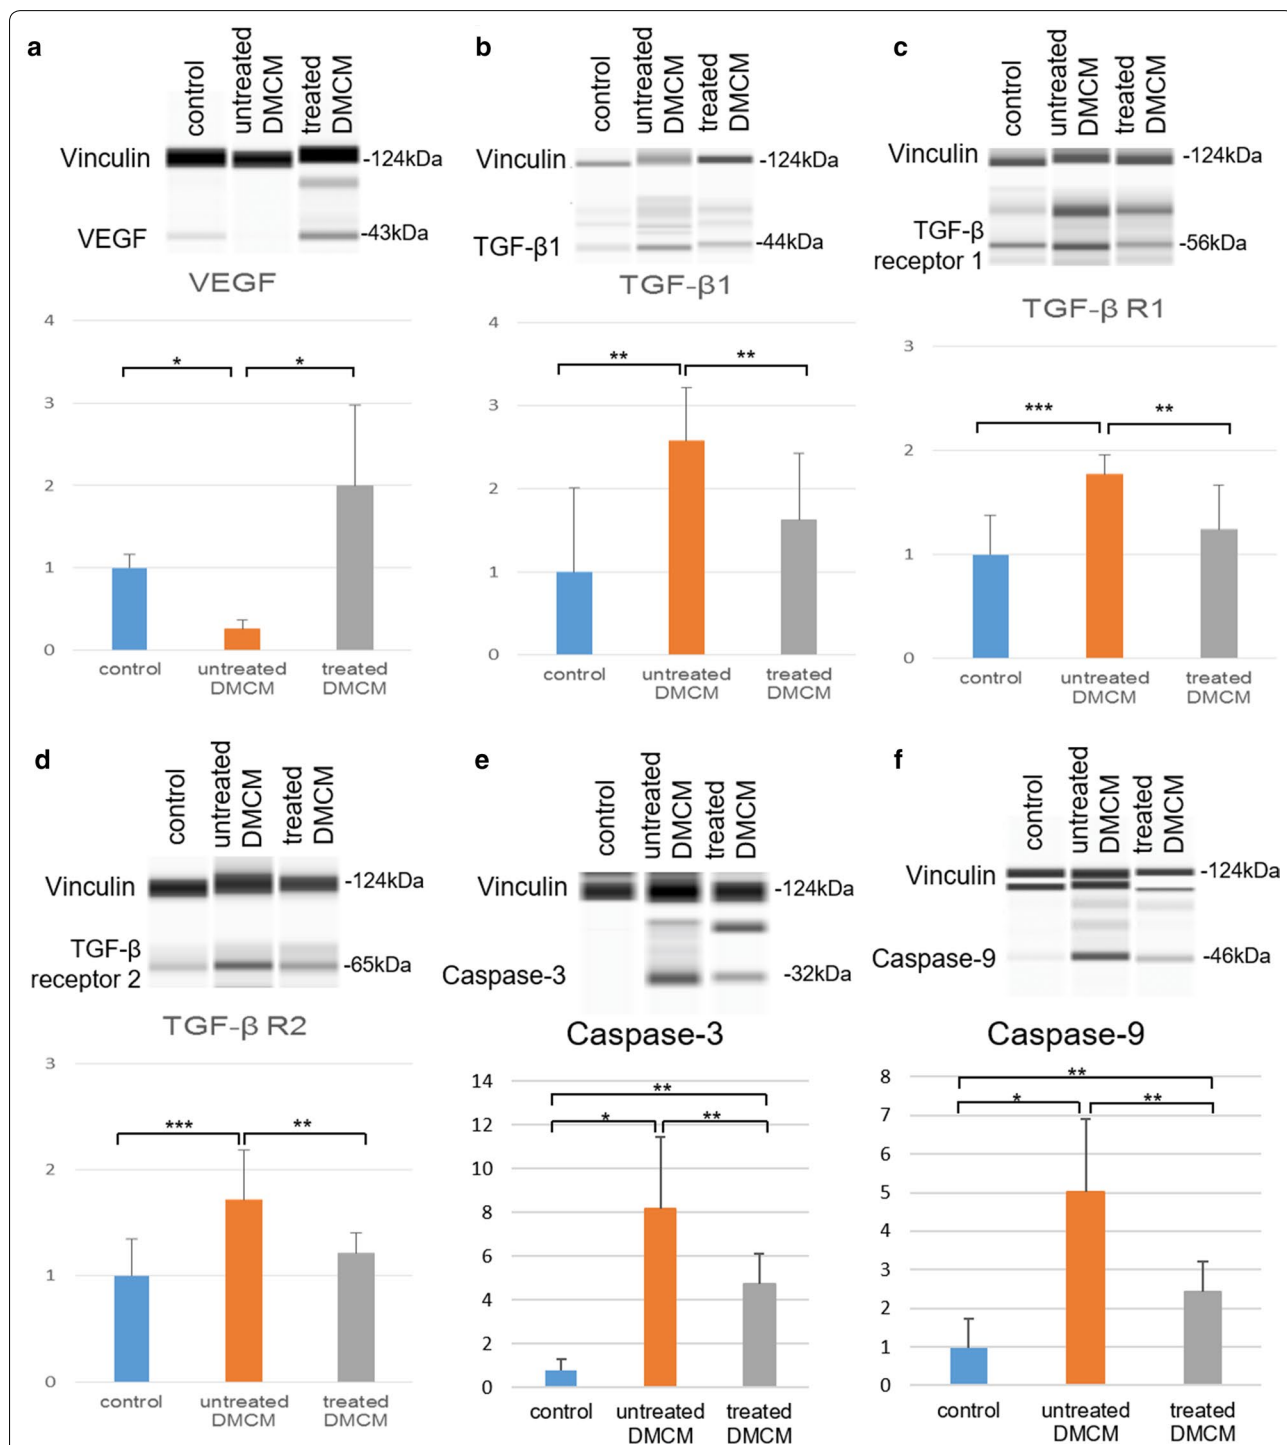 a
control
untreated
DMCM
treated
DMCM
Vinculin
-124kDa
VEGF
-43kDa
VEGF
4
3
2
1
0
*
*
control
untreated
DMCM
treated
DMCM
b
control
untreated
DMCM
treated
DMCM
Vinculin
-124kDa
TGF-β1
-44kDa
TGF-β1
4
3
2
1
0
**
**
control
untreated
DMCM
treated
DMCM
c
control
untreated
DMCM
treated
DMCM
Vinculin
-124kDa
TGF-β
receptor 1
-56kDa
TGF-β R1
3
2
1
0
***
**
control
untreated
DMCM
treated
DMCM
d
control
untreated
DMCM
treated
DMCM
Vinculin
-124kDa
TGF-β
receptor 2
-65kDa
TGF-β R2
3
2
1
0
***
**
control
untreated
DMCM
treated
DMCM
e
control
untreated
DMCM
treated
DMCM
Vinculin
-124kDa
Caspase-3
-32kDa
Caspase-3
14
12
10
8
6
4
2
0
**
*
**
control
untreated
DMCM
treated
DMCM
f
control
untreated
DMCM
treated
DMCM
Vinculin
-124kDa
Caspase-9
-46kDa
Caspase-9
8
7
6
5
4
3
2
1
0
**
*
**
control
untreated
DMCM
treated
DMCM